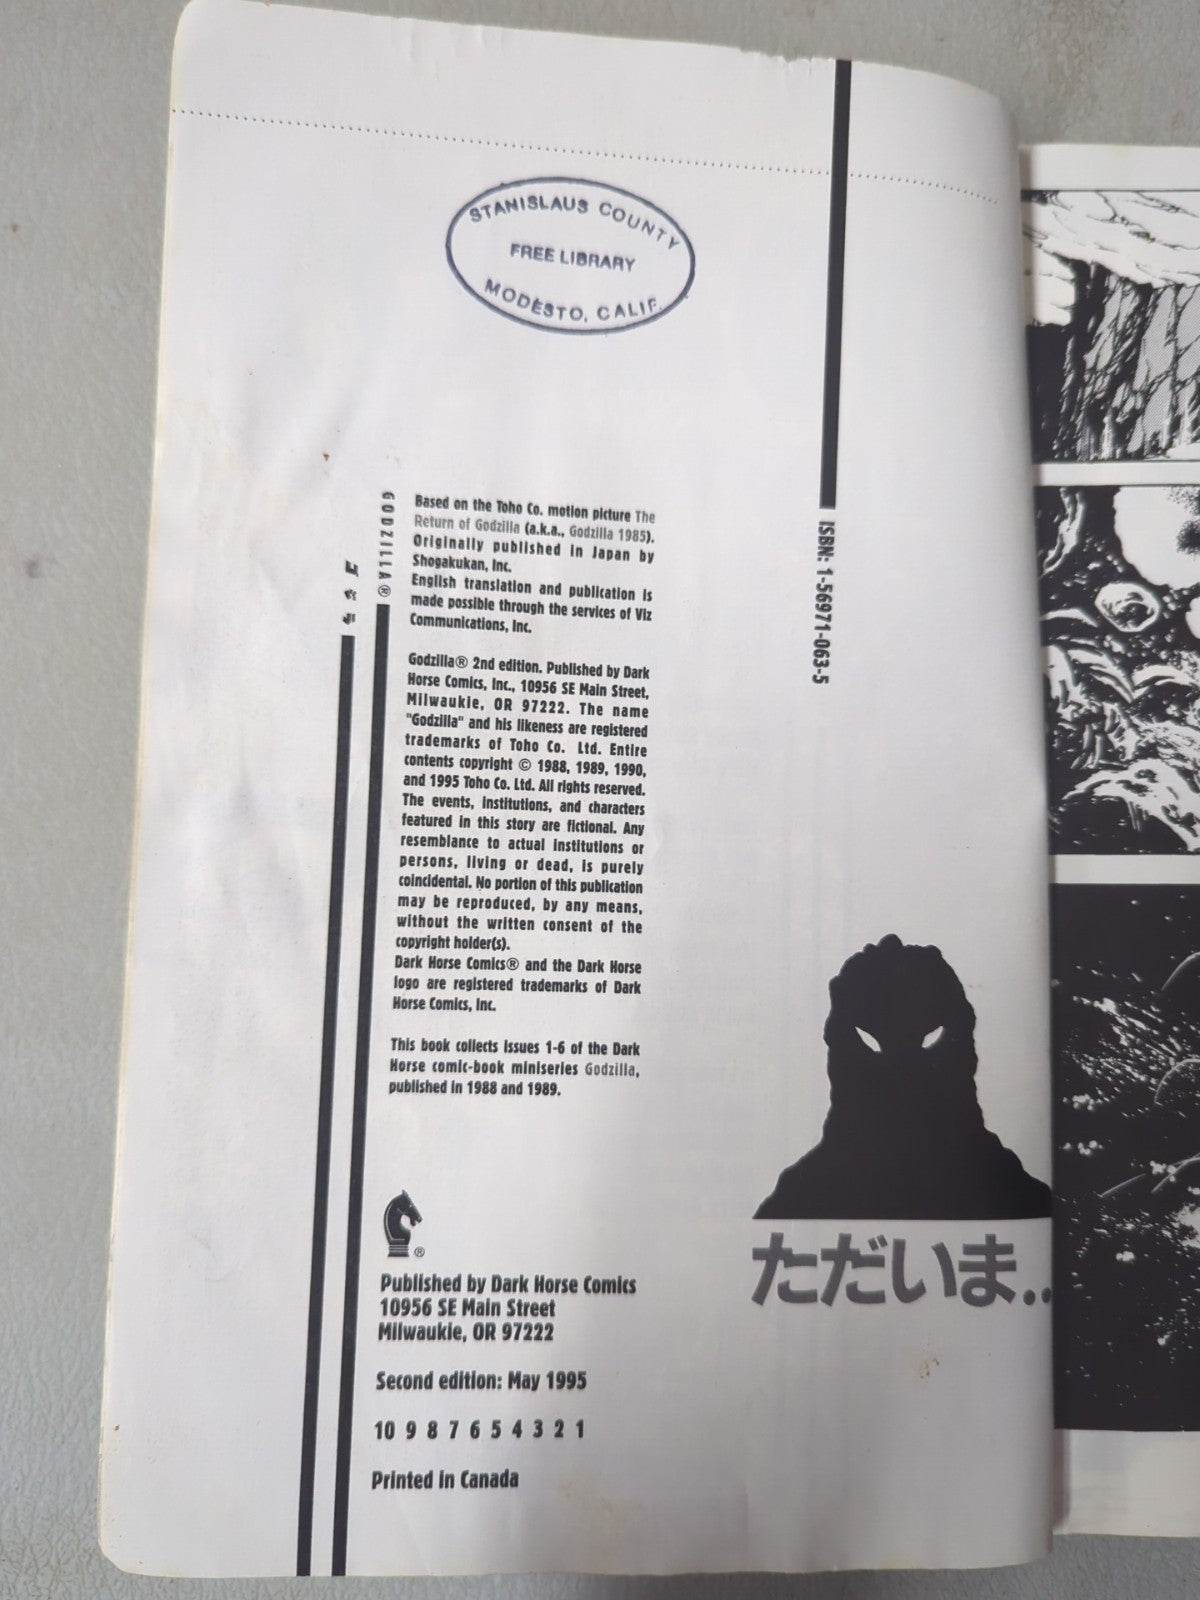 STANISLAUS COUNTY
FREE LIBRARY
MODESTO, CALIF.
GODZILLA®
ISBN: 1-56971-063-5
Based on the Toho Co. motion picture The
Return of Godzilla (a.k.a., Godzilla 1985).
Originally published in Japan by
Shogakukan, Inc.
English translation and publication is
made possible through the services of Viz
Communications, Inc.
Godzilla® 2nd edition. Published by Dark
Horse Comics, Inc., 10956 SE Main Street,
Milwaukie, OR 97222. The name
"Godzilla" and his likeness are registered
trademarks of Toho Co. Ltd. Entire
contents copyright © 1988, 1989, 1990,
and 1995 Toho Co. Ltd. All rights reserved.
The events, institutions, and characters
featured in this story are fictional. Any
resemblance to actual institutions or
persons, living or dead, is purely
coincidental. No portion of this publication
may be reproduced, by any means,
without the written consent of the
copyright holder(s).
Dark Horse Comics® and the Dark Horse
logo are registered trademarks of Dark
Horse Comics, Inc.
This book collects issues 1-6 of the Dark
Horse comic-book miniseries Godzilla,
published in 1988 and 1989.
®
ただいま..
Published by Dark Horse Comics
10956 SE Main Street
Milwaukie, OR 97222
Second edition: May 1995
10 9 8 7 6 5 4 3 2 1
Printed in Canada